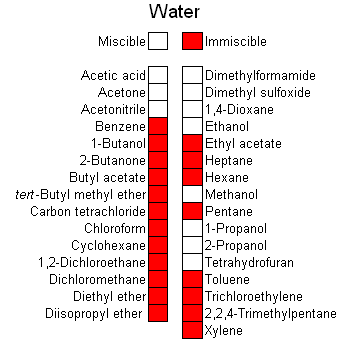 Water
Miscible Immiscible
Acetic acid Dimethylformamide
Acetone Dimethyl sulfoxide
Acetonitrile 1,4-Dioxane
Benzene Ethanol
1-Butanol Ethyl acetate
2-Butanone Heptane
Butyl acetate Hexane
tert-Butyl methyl ether Methanol
Carbon tetrachloride Pentane
Chloroform 1-Propanol
Cyclohexane 2-Propanol
1,2-Dichloroethane Tetrahydrofuran
Dichloromethane Toluene
Diethyl ether Trichloroethylene
Diisopropyl ether 2,2,4-Trimethylpentane
Xylene